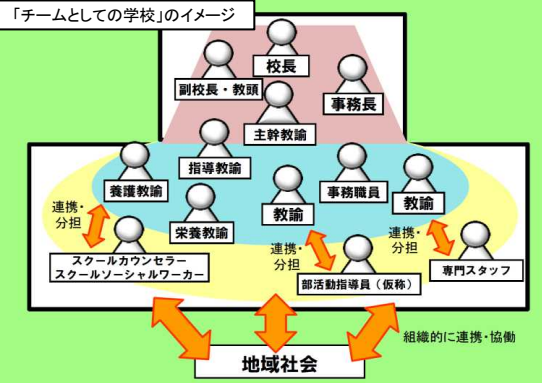 「チームとしての学校」のイメージ
校長
副校長・教頭
事務長
主幹教諭
指導教諭
養護教諭
事務職員
教諭
教諭
栄養教諭
連携・
分担
連携・
分担
連携・
分担
スクールカウンセラー
スクールソーシャルワーカー
部活動指導員（仮称）
専門スタッフ
組織的に連携・協働
地域社会